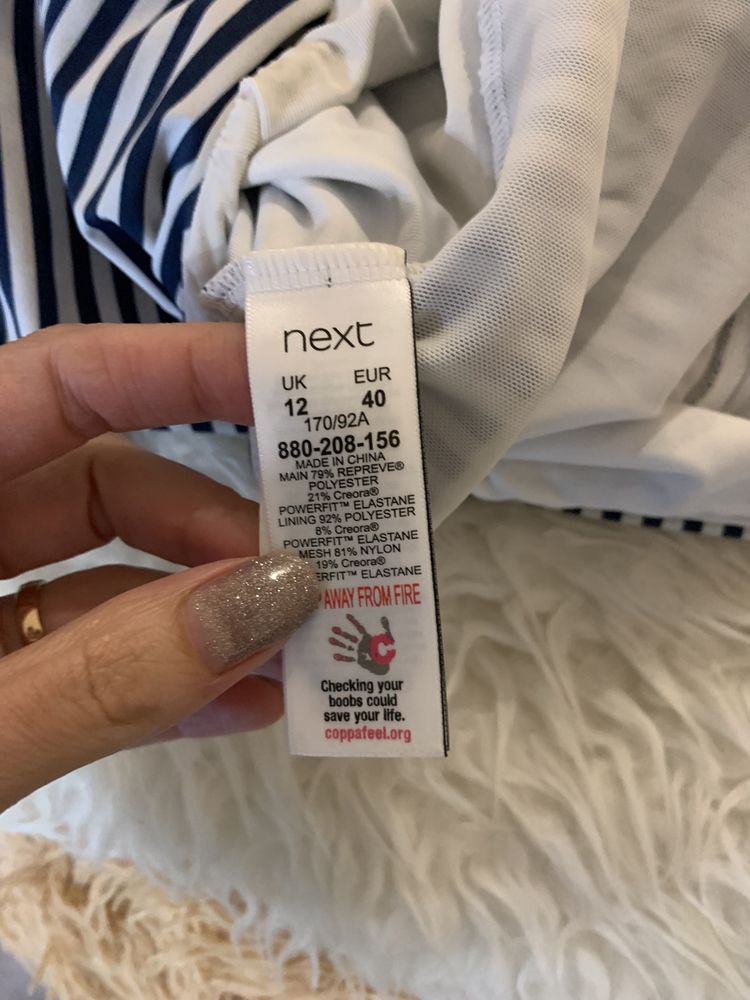 next
UK EUR
12 40
170/92A
880-208-156
MADE IN CHINA
MAIN 79% REPREVE®
POLYESTER
21% Creora®
POWERFIT™ ELASTANE
LINING 92% POLYESTER
8% Creora®
POWERFIT™ ELASTANE
MESH 81% NYLON
19% Creora®
ELASTANE
AWAY FROM FIRE
C
Checking your
boobs could
save your life.
coppafeel.org